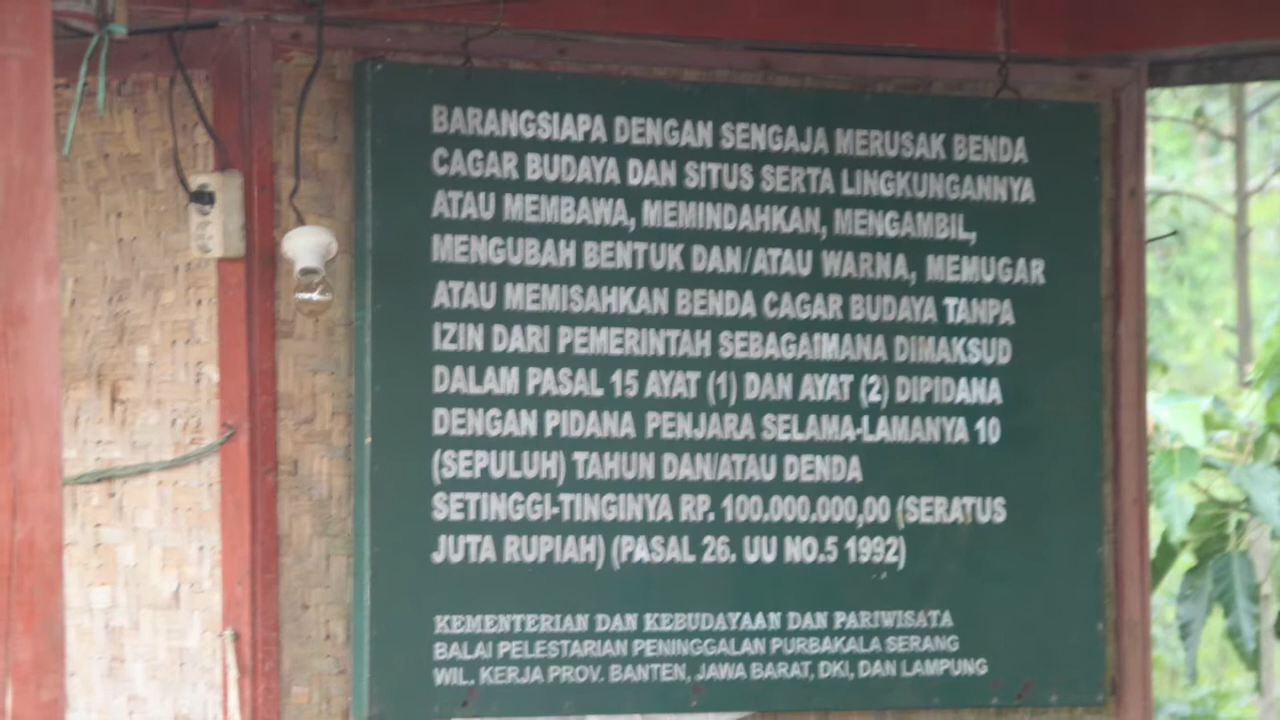 BARANGSIAPA DENGAN SENGAJA MERUSAK BENDA
CAGAR BUDAYA DAN SITUS SERTA LINGKUNGANNYA
ATAU MEMBAWA, MEMINDAHKAN, MENGAMBIL,
MENGUBAH BENTUK DAN/ATAU WARNA, MEMUGAR
ATAU MEMISAHKAN BENDA CAGAR BUDAYA TANPA
IZIN DARI PEMERINTAH SEBAGAIMANA DIMAKSUD
DALAM PASAL 15 AYAT (1) DAN AYAT (2) DIPIDANA
DENGAN PIDANA PENJARA SELAMA-LAMANYA 10
(SEPULUH) TAHUN DAN/ATAU DENDA
SETINGGI-TINGINYA RP. 100.000.000,00 (SERATUS
JUTA RUPIAH) (PASAL 26. UU NO.5 1992)
KEMENTERIAN DAN KEBUDAYAAN DAN PARIWISATA
BALAI PELESTARIAN PENINGGALAN PURBAKALA SERANG
WIL. KERJA PROV. BANTEN, JAWA BARAT, DKI, DAN LAMPUNG